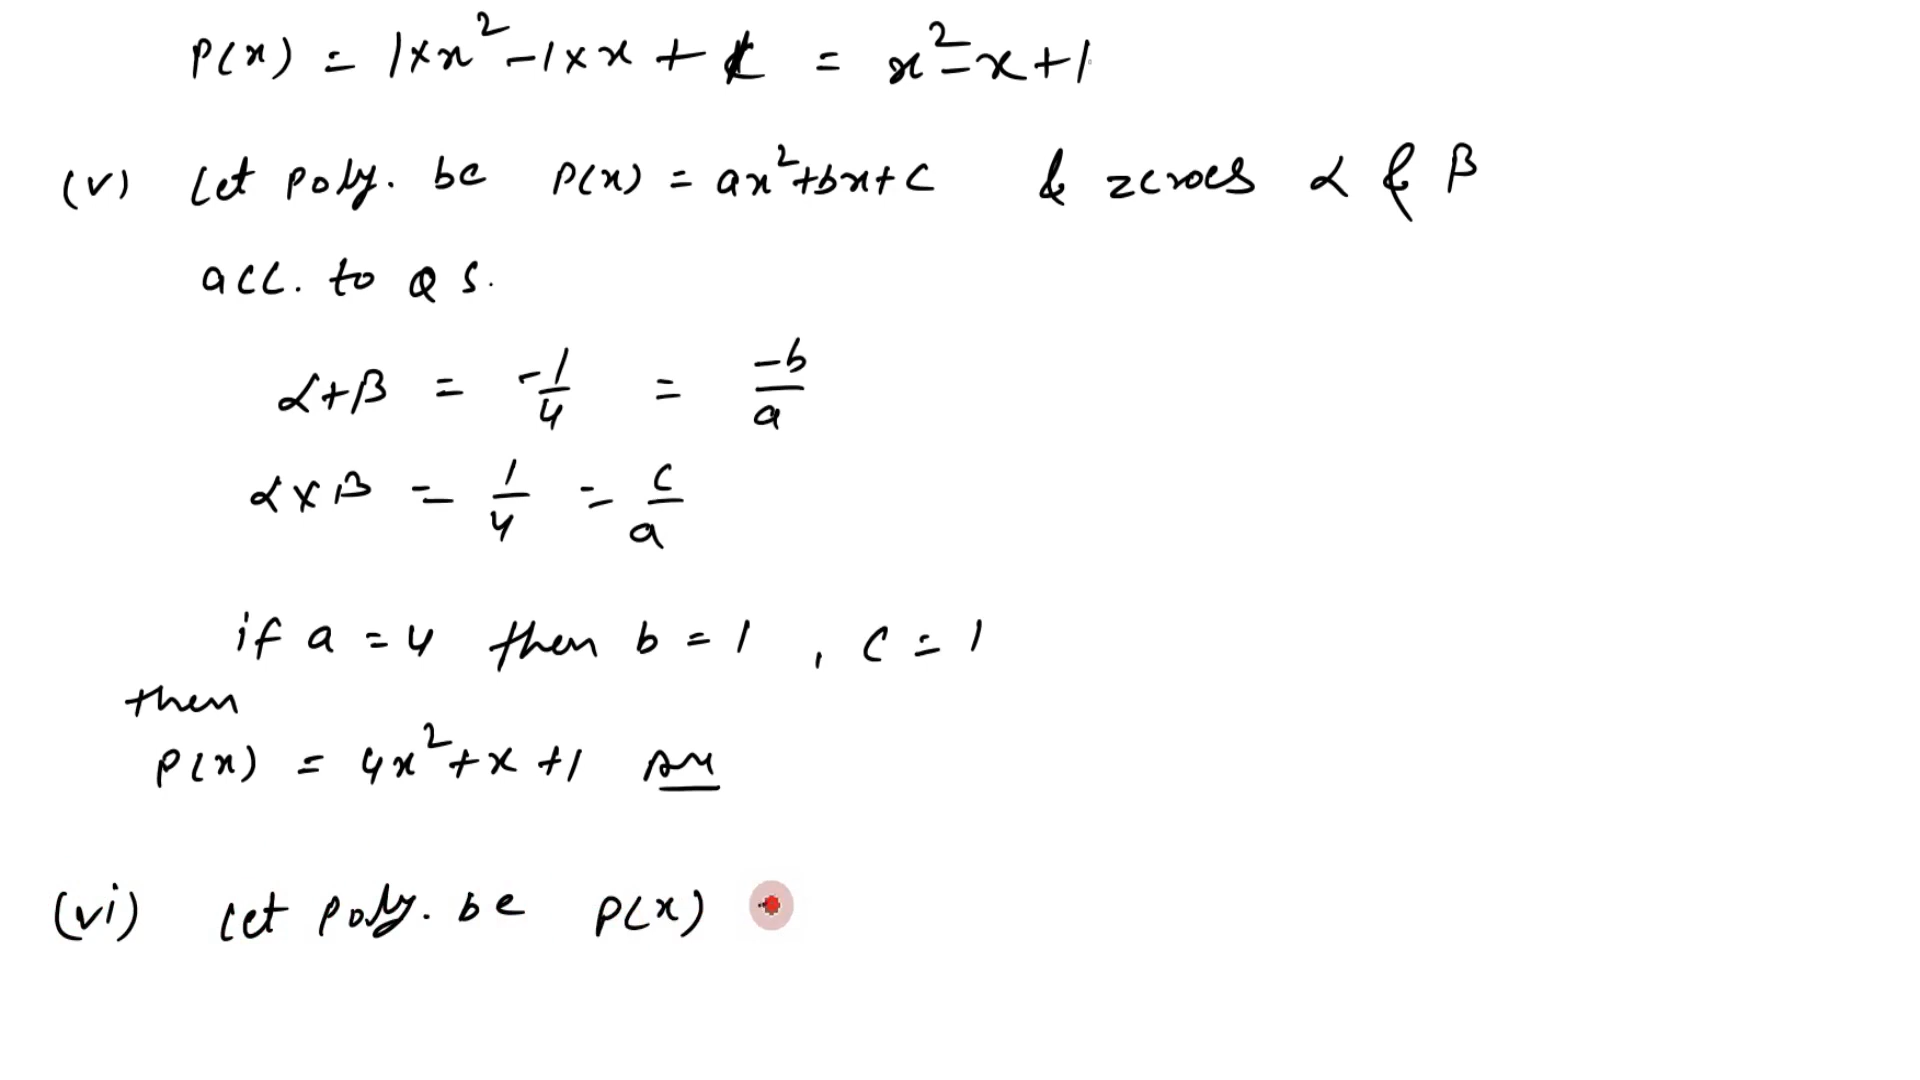 P(x) = 1×x² - 1×x + 1 = x² - x + 1
(v) Let poly. be P(x) = ax² + bx + c & zeroes α & β
acc. to Q S.
α+β = -1/4 = -b/a
α×β = 1/4 = c/a
if a = 4 then b = 1 , c = 1
then
P(x) = 4x² + x + 1 Ans
(vi) Let poly. be P(x)